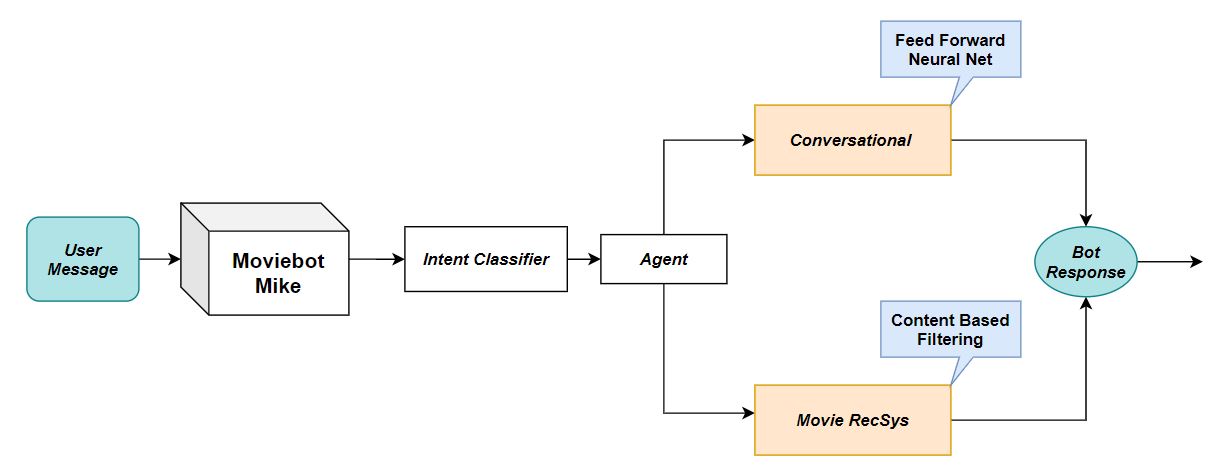 Feed Forward
Neural Net
Conversational
User
Message
Moviebot
Mike
Intent Classifier
Agent
Bot
Response
Content Based
Filtering
Movie RecSys